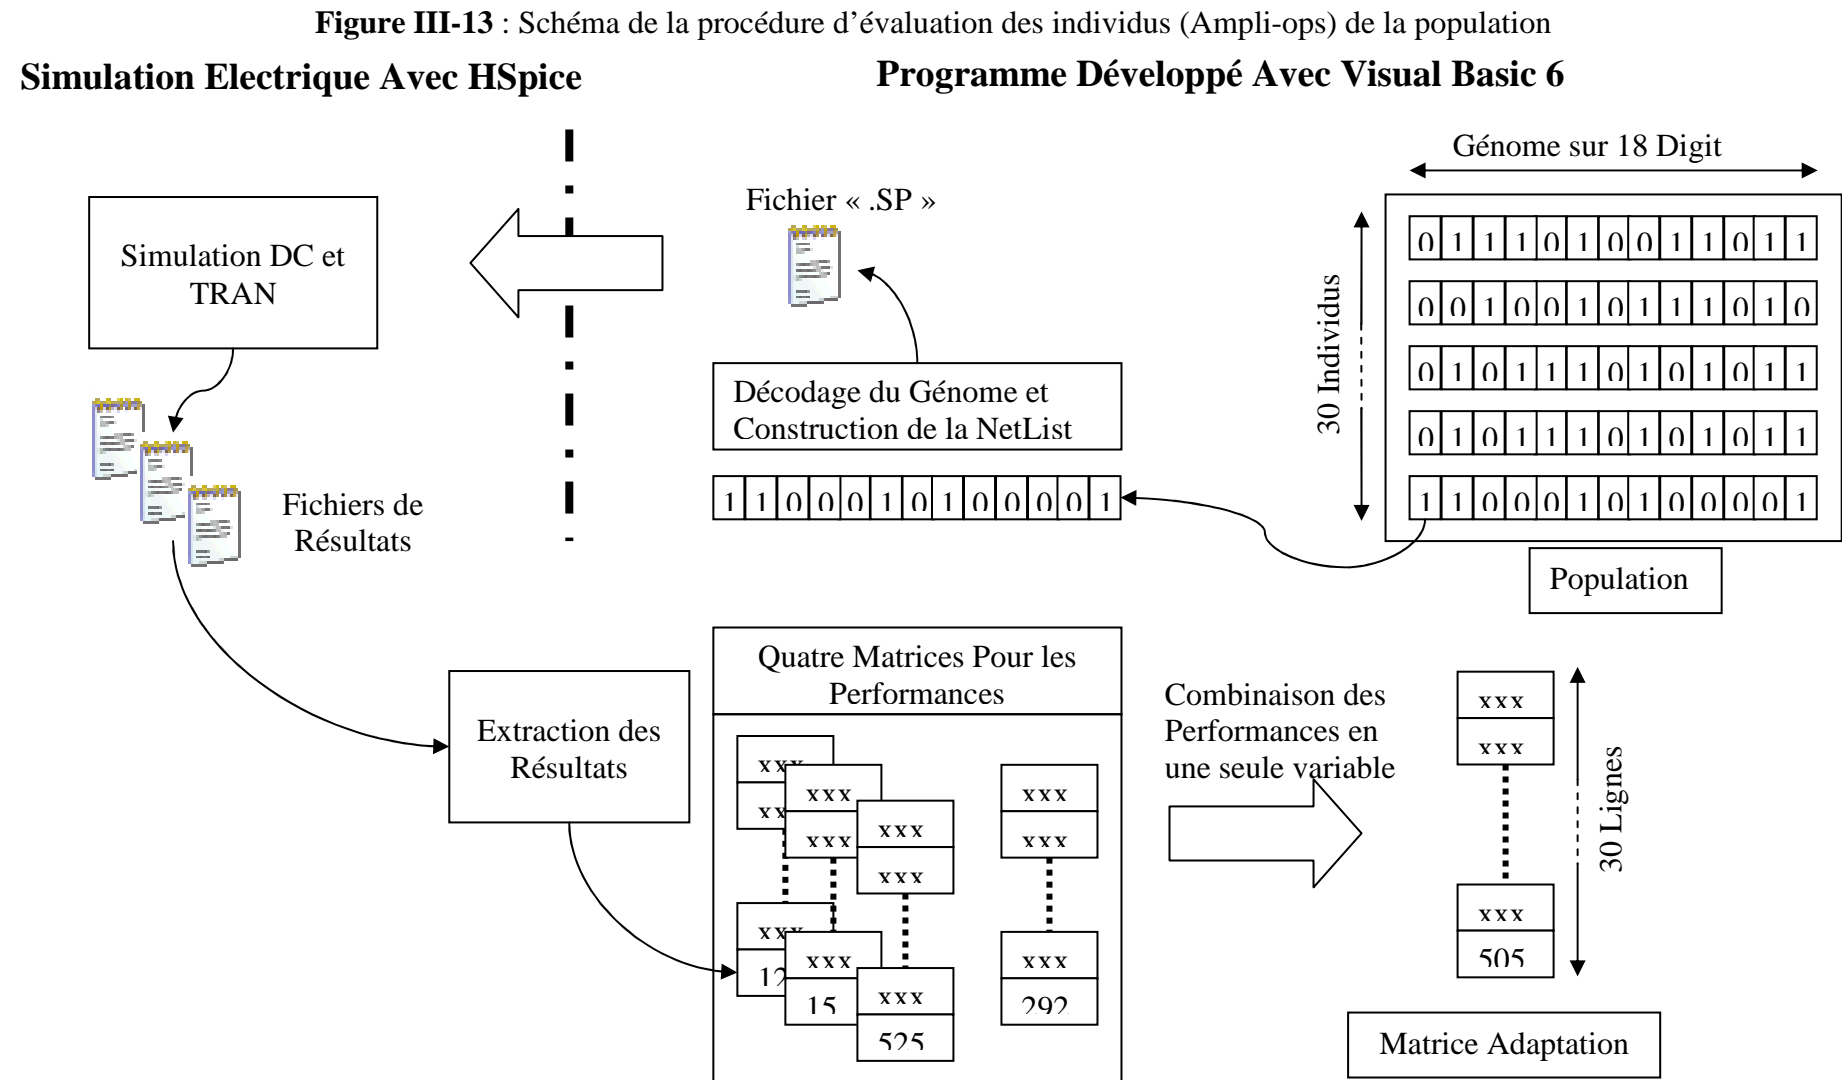 Figure III-13 : Schéma de la procédure d'évaluation des individus (Ampli-ops) de la population
Simulation Electrique Avec HSpice
Programme Développé Avec Visual Basic 6
Génome sur 18 Digit
Fichier « .SP »
Simulation DC et
TRAN
0 1 1 1 0 1 0 0 1 1 0 1 1
0 0 1 0 0 1 0 1 1 1 0 1 0
0 1 0 1 1 1 0 1 0 1 0 1 1
0 1 0 1 1 1 0 1 0 1 0 1 1
1 1 0 0 0 1 0 1 0 0 0 0 1
30 Individus
Décodage du Génome et
Construction de la NetList
1 1 0 0 0 1 0 1 0 0 0 0 1
Fichiers de
Résultats
Population
Quatre Matrices Pour les
Performances
Extraction des
Résultats
Combinaison des
Performances en
une seule variable
xxx
xxx
xxx
xxx
xxx
xxx
xxx
xxx
xxx
xxx
xxx
xxx
15
525
292
xxx
xxx
xxx
505
30 Lignes
Matrice Adaptation